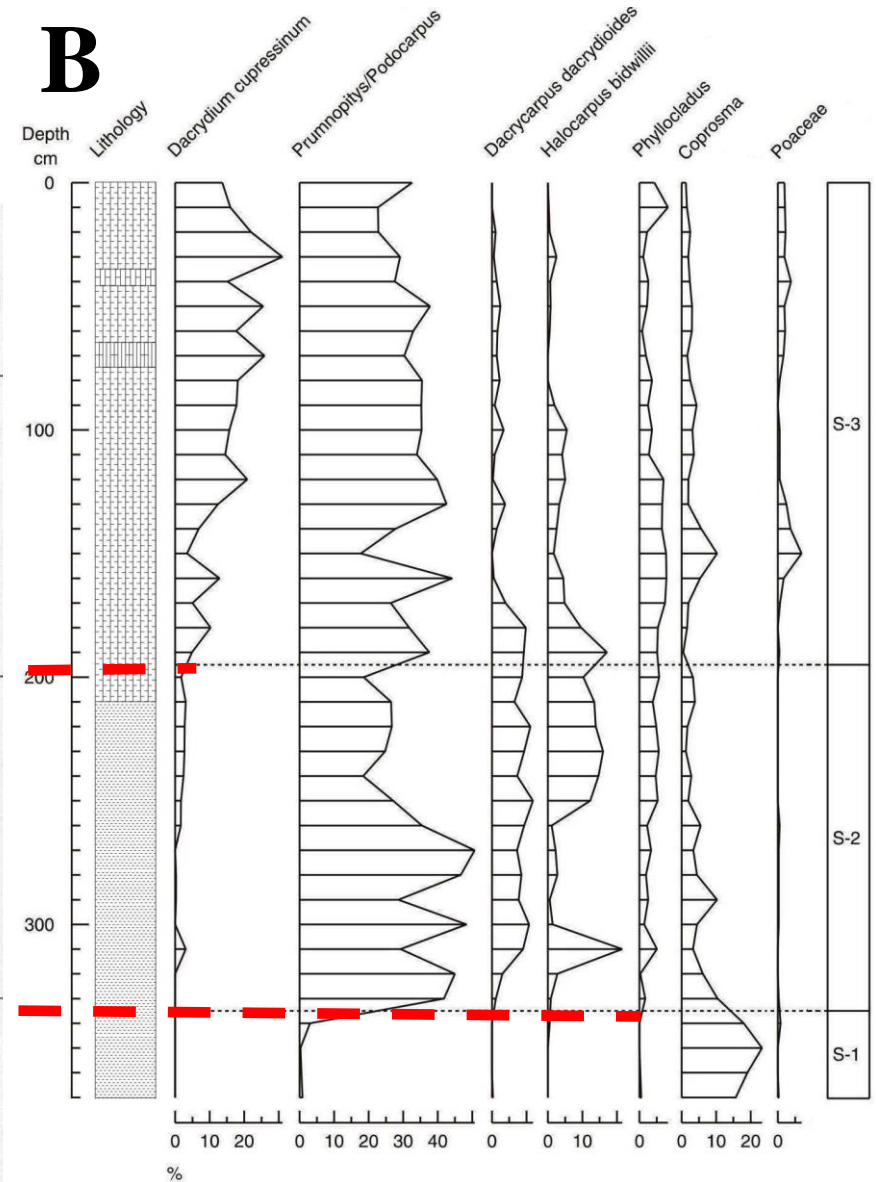 B
Depth
cm
Lithology
Dacrydium cupressinum
Prumnopitys/Podocarpus
Dacrycarpus dacrydioides
Halocarpus bidwillii
Phyllocladus
Coprosma
Poaceae
0
100
200
300
S-3
S-2
S-1
0 10 20
0 10 20 30 40
0
0 10
0
0 10 20
0
%